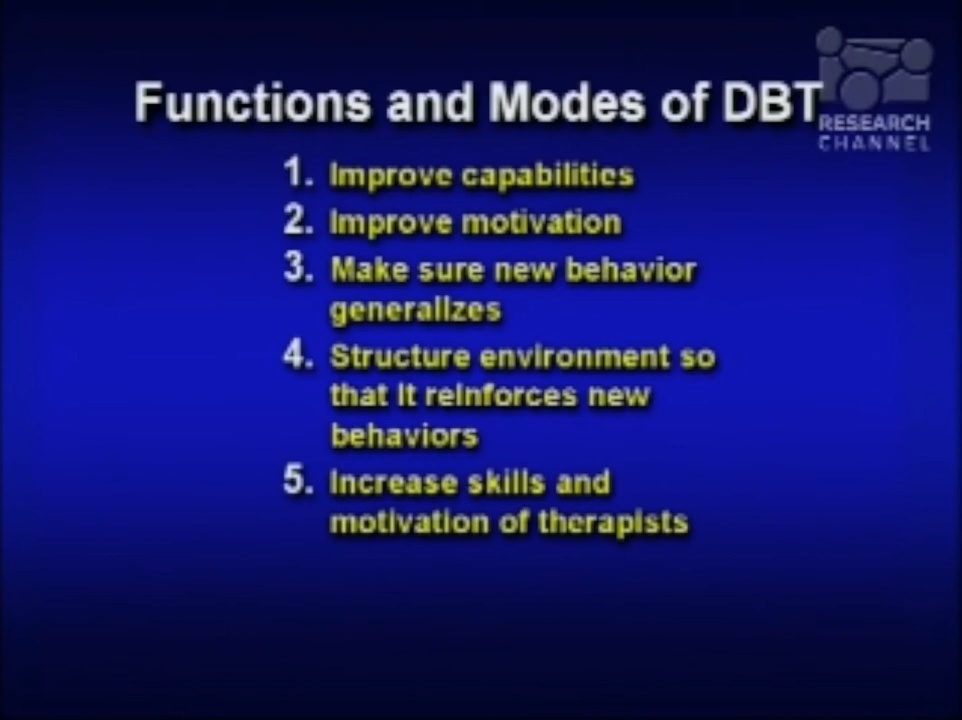 Functions and Modes of DBT
RESEARCH
CHANNEL
1. Improve capabilities
2. Improve motivation
3. Make sure new behavior
generalizes
4. Structure environment so
that it reinforces new
behaviors
5. Increase skills and
motivation of therapists